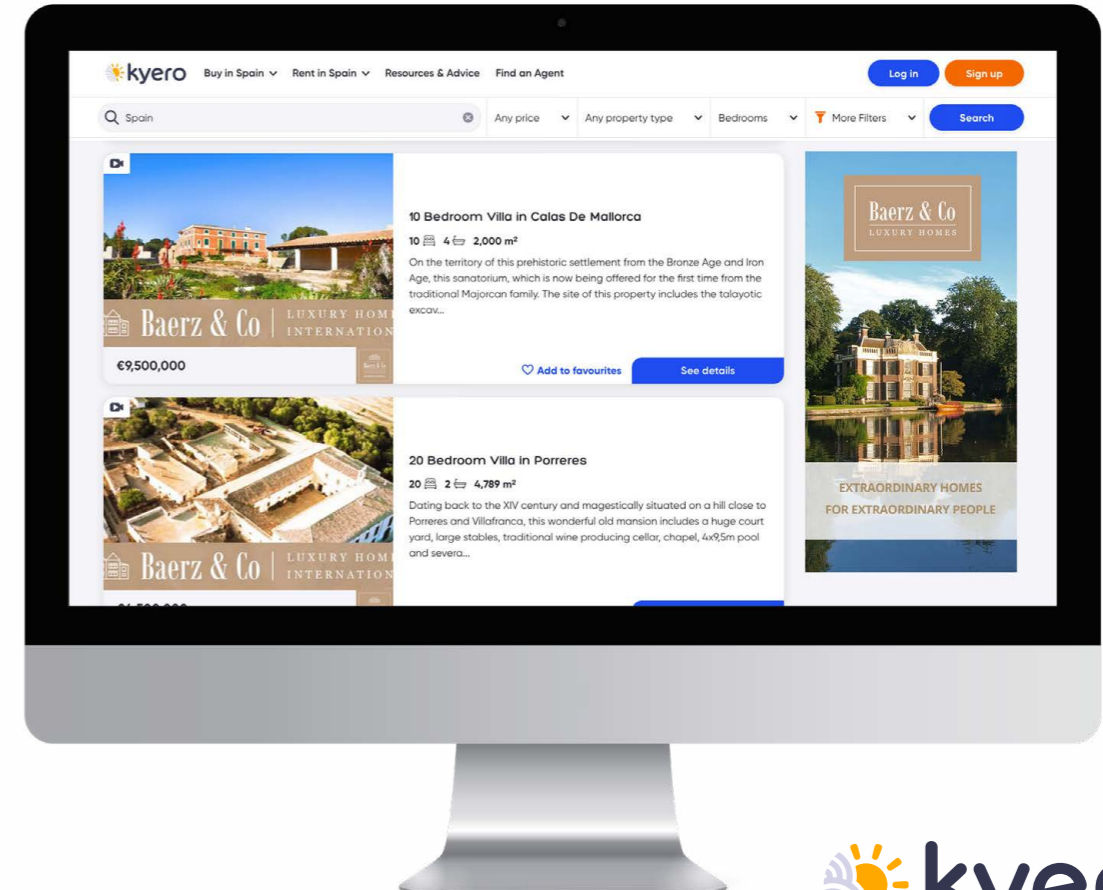 kyero
Buy in Spain
Rent in Spain
Resources & Advice
Find an Agent
Log in
Sign up
Spain
Any price
Any property type
Bedrooms
More Filters
Search
10 Bedroom Villa in Calas De Mallorca
10 4 2,000 m²
On the territory of this prehistoric settlement from the Bronze Age and Iron
Age, this sanatorium, which is now being offered for the first time from the
traditional Majorcan family. The site of this property includes the talayotic
excav...
Baerz & Co
LUXURY HOM
INTERNATION
€9,500,000
Add to favourites
See details
20 Bedroom Villa in Porreres
20 2 4,789 m²
Dating back to the XIV century and magestically situated on a hill close to
Porreres and Villafranca, this wonderful old mansion includes a huge court
yard, large stables, traditional wine producing cellar, chapel, 4x9,5m pool
and severa...
Baerz & Co
LUXURY HOM
INTERNATION
Baerz & Co
LUXURY HOMES
EXTRAORDINARY HOMES
FOR EXTRAORDINARY PEOPLE